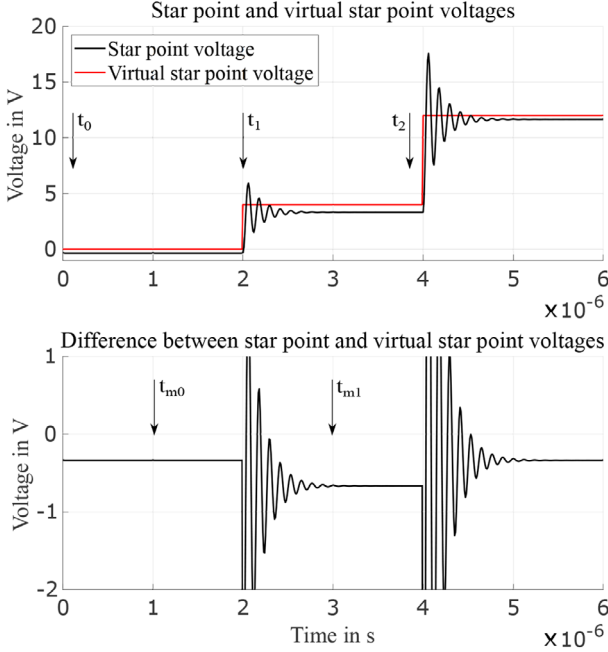 Star point and virtual star point voltages
20
15
10
5
0
Voltage in V
Star point voltage
Virtual star point voltage
t0
t1
t2
0 1 2 3 4 5 6
×10-6
Difference between star point and virtual star point voltages
1
0
-1
-2
Voltage in V
tm0
tm1
0 1 2 3 4 5 6
Time in s
×10-6